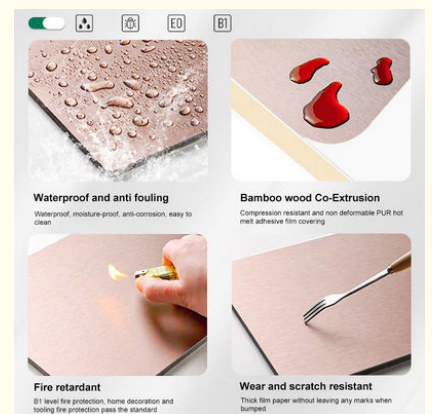 E0
B1
Waterproof and anti fouling
Waterproof, moisture-proof, anti-corrosion, easy to
clean
Bamboo wood Co-Extrusion
Compression resistant and non deformable PUR hot
melt adhesive film covering
Fire retardant
B1 level fire protection, home decoration and
tooling fire protection pass the standard
Wear and scratch resistant
Thick film paper without leaving any marks when
bumped